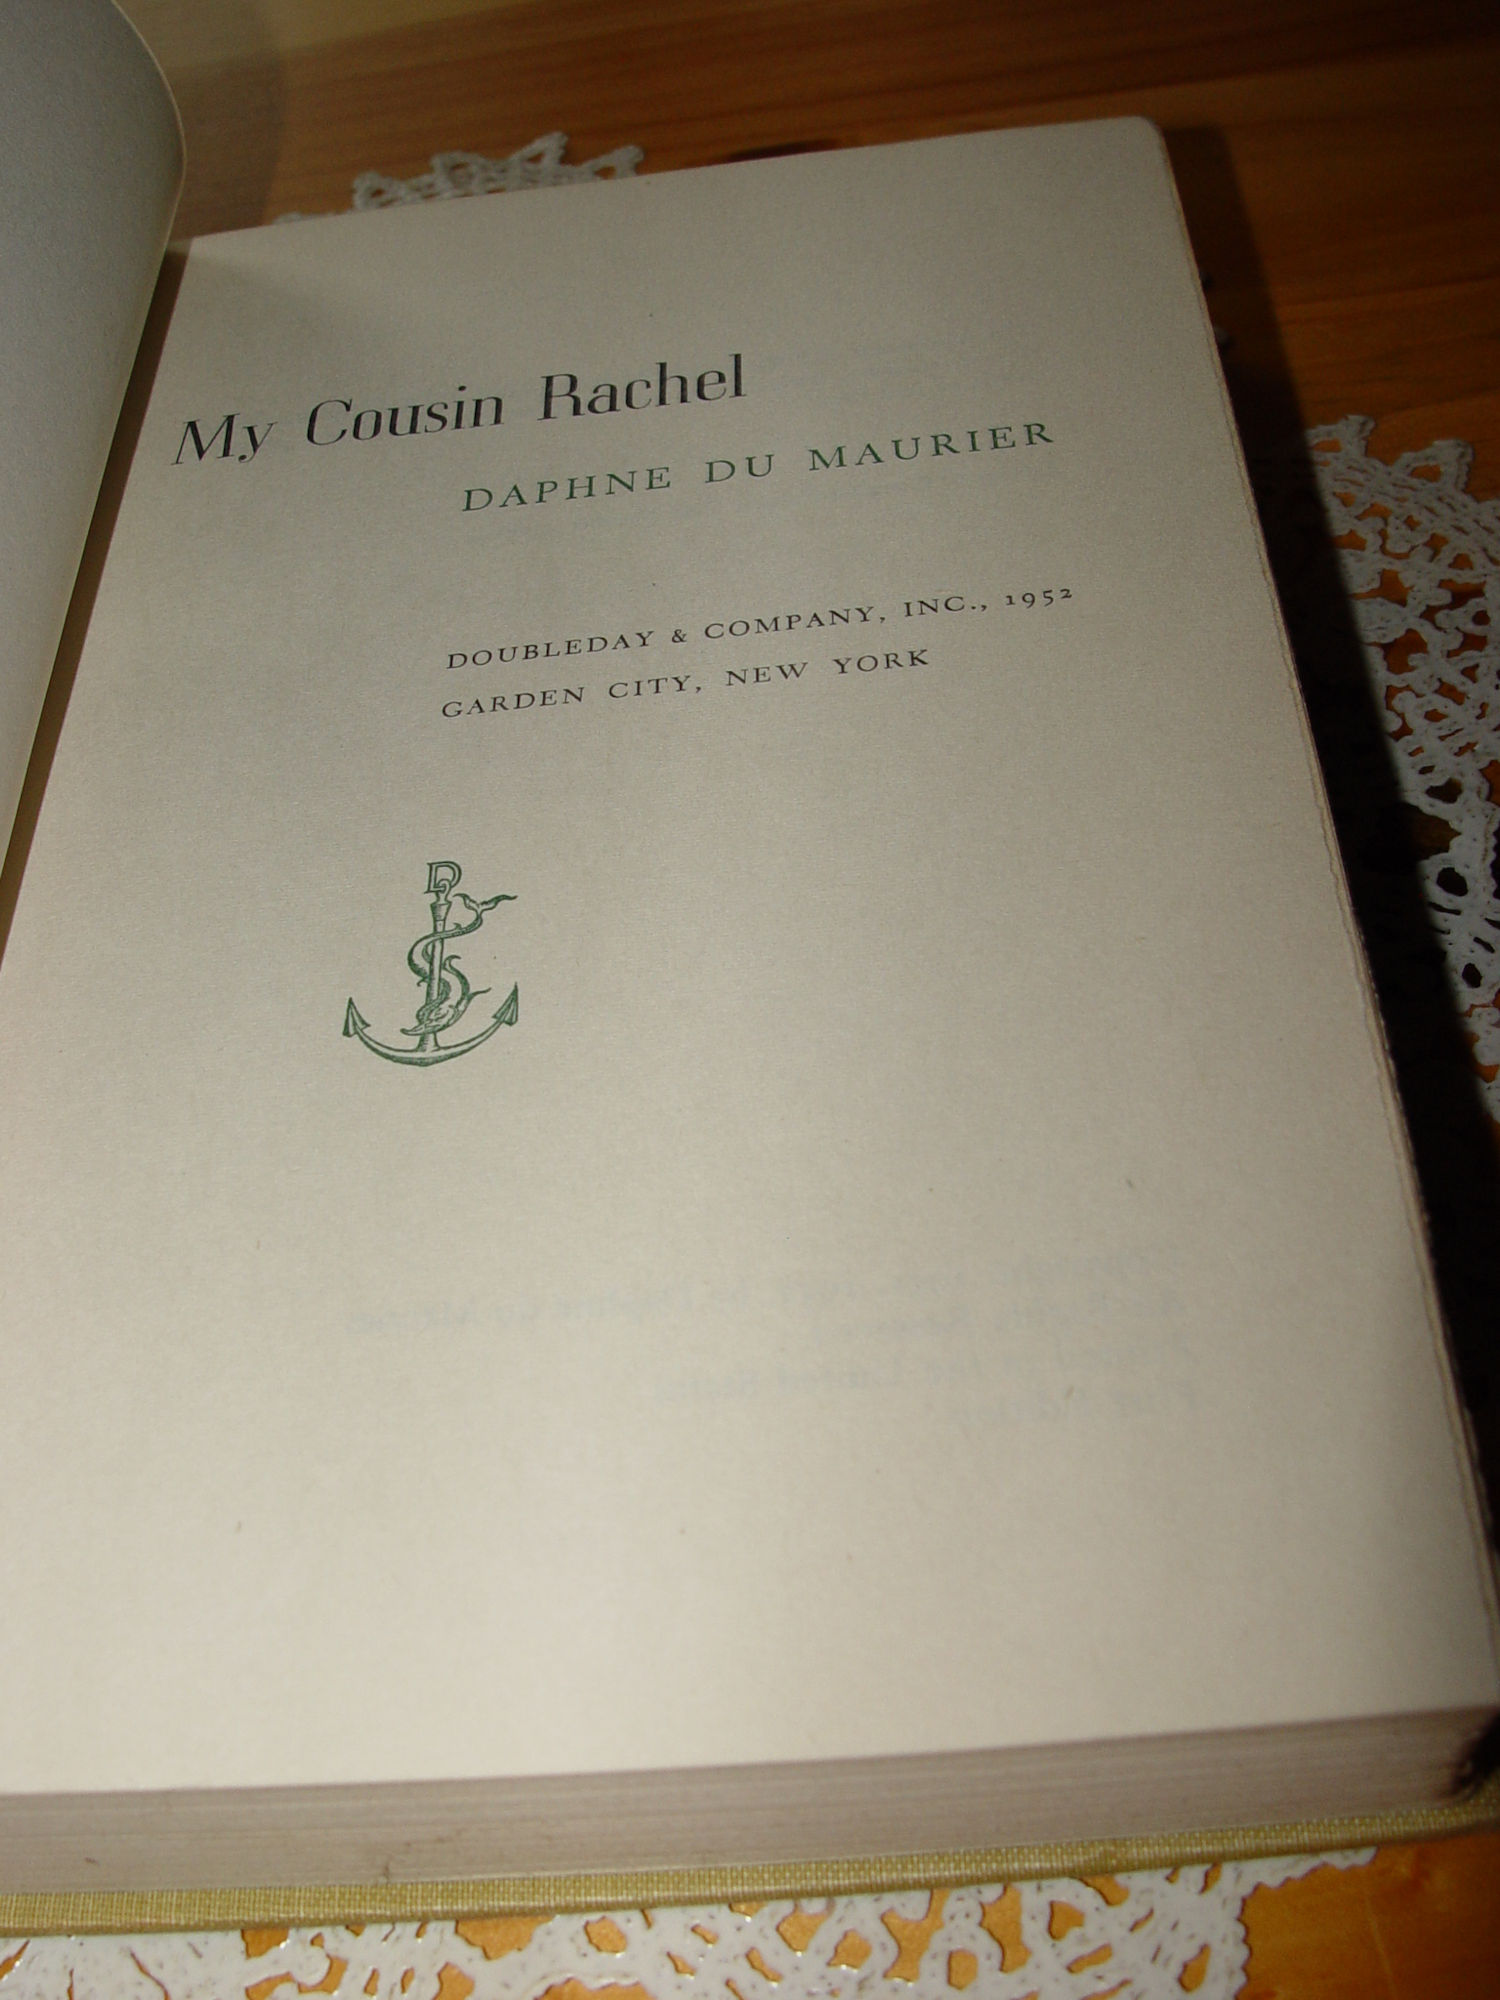 My Cousin Rachel
DAPHNE DU MAURIER
DOUBLEDAY & COMPANY, INC., 1952
GARDEN CITY, NEW YORK
D